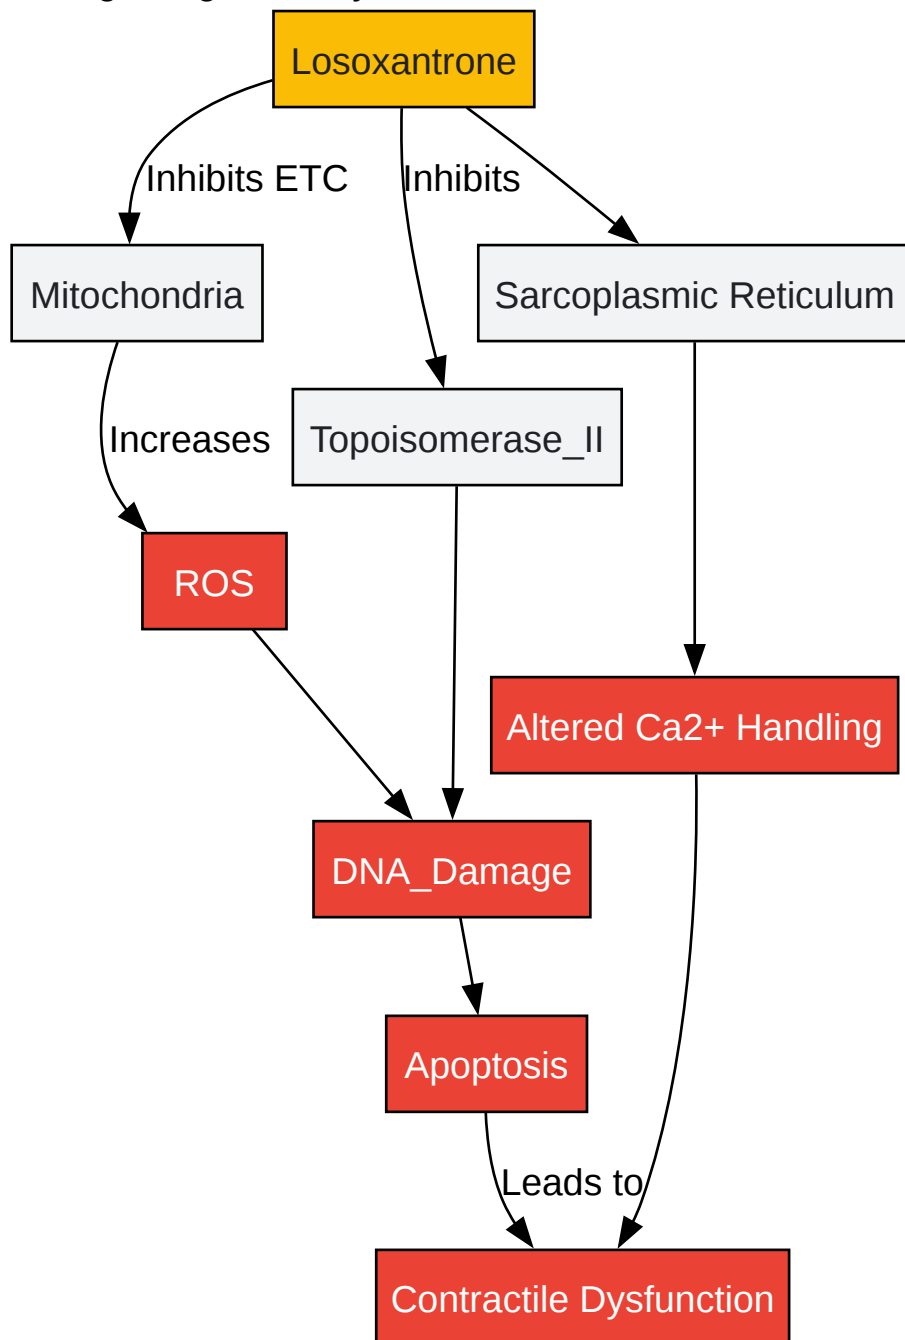 Losoxantrone
Inhibits ETC
Inhibits
Mitochondria
Sarcoplasmic Reticulum
Increases
Topoisomerase_II
ROS
Altered Ca2+ Handling
DNA_Damage
Apoptosis
Leads to
Contractile Dysfunction